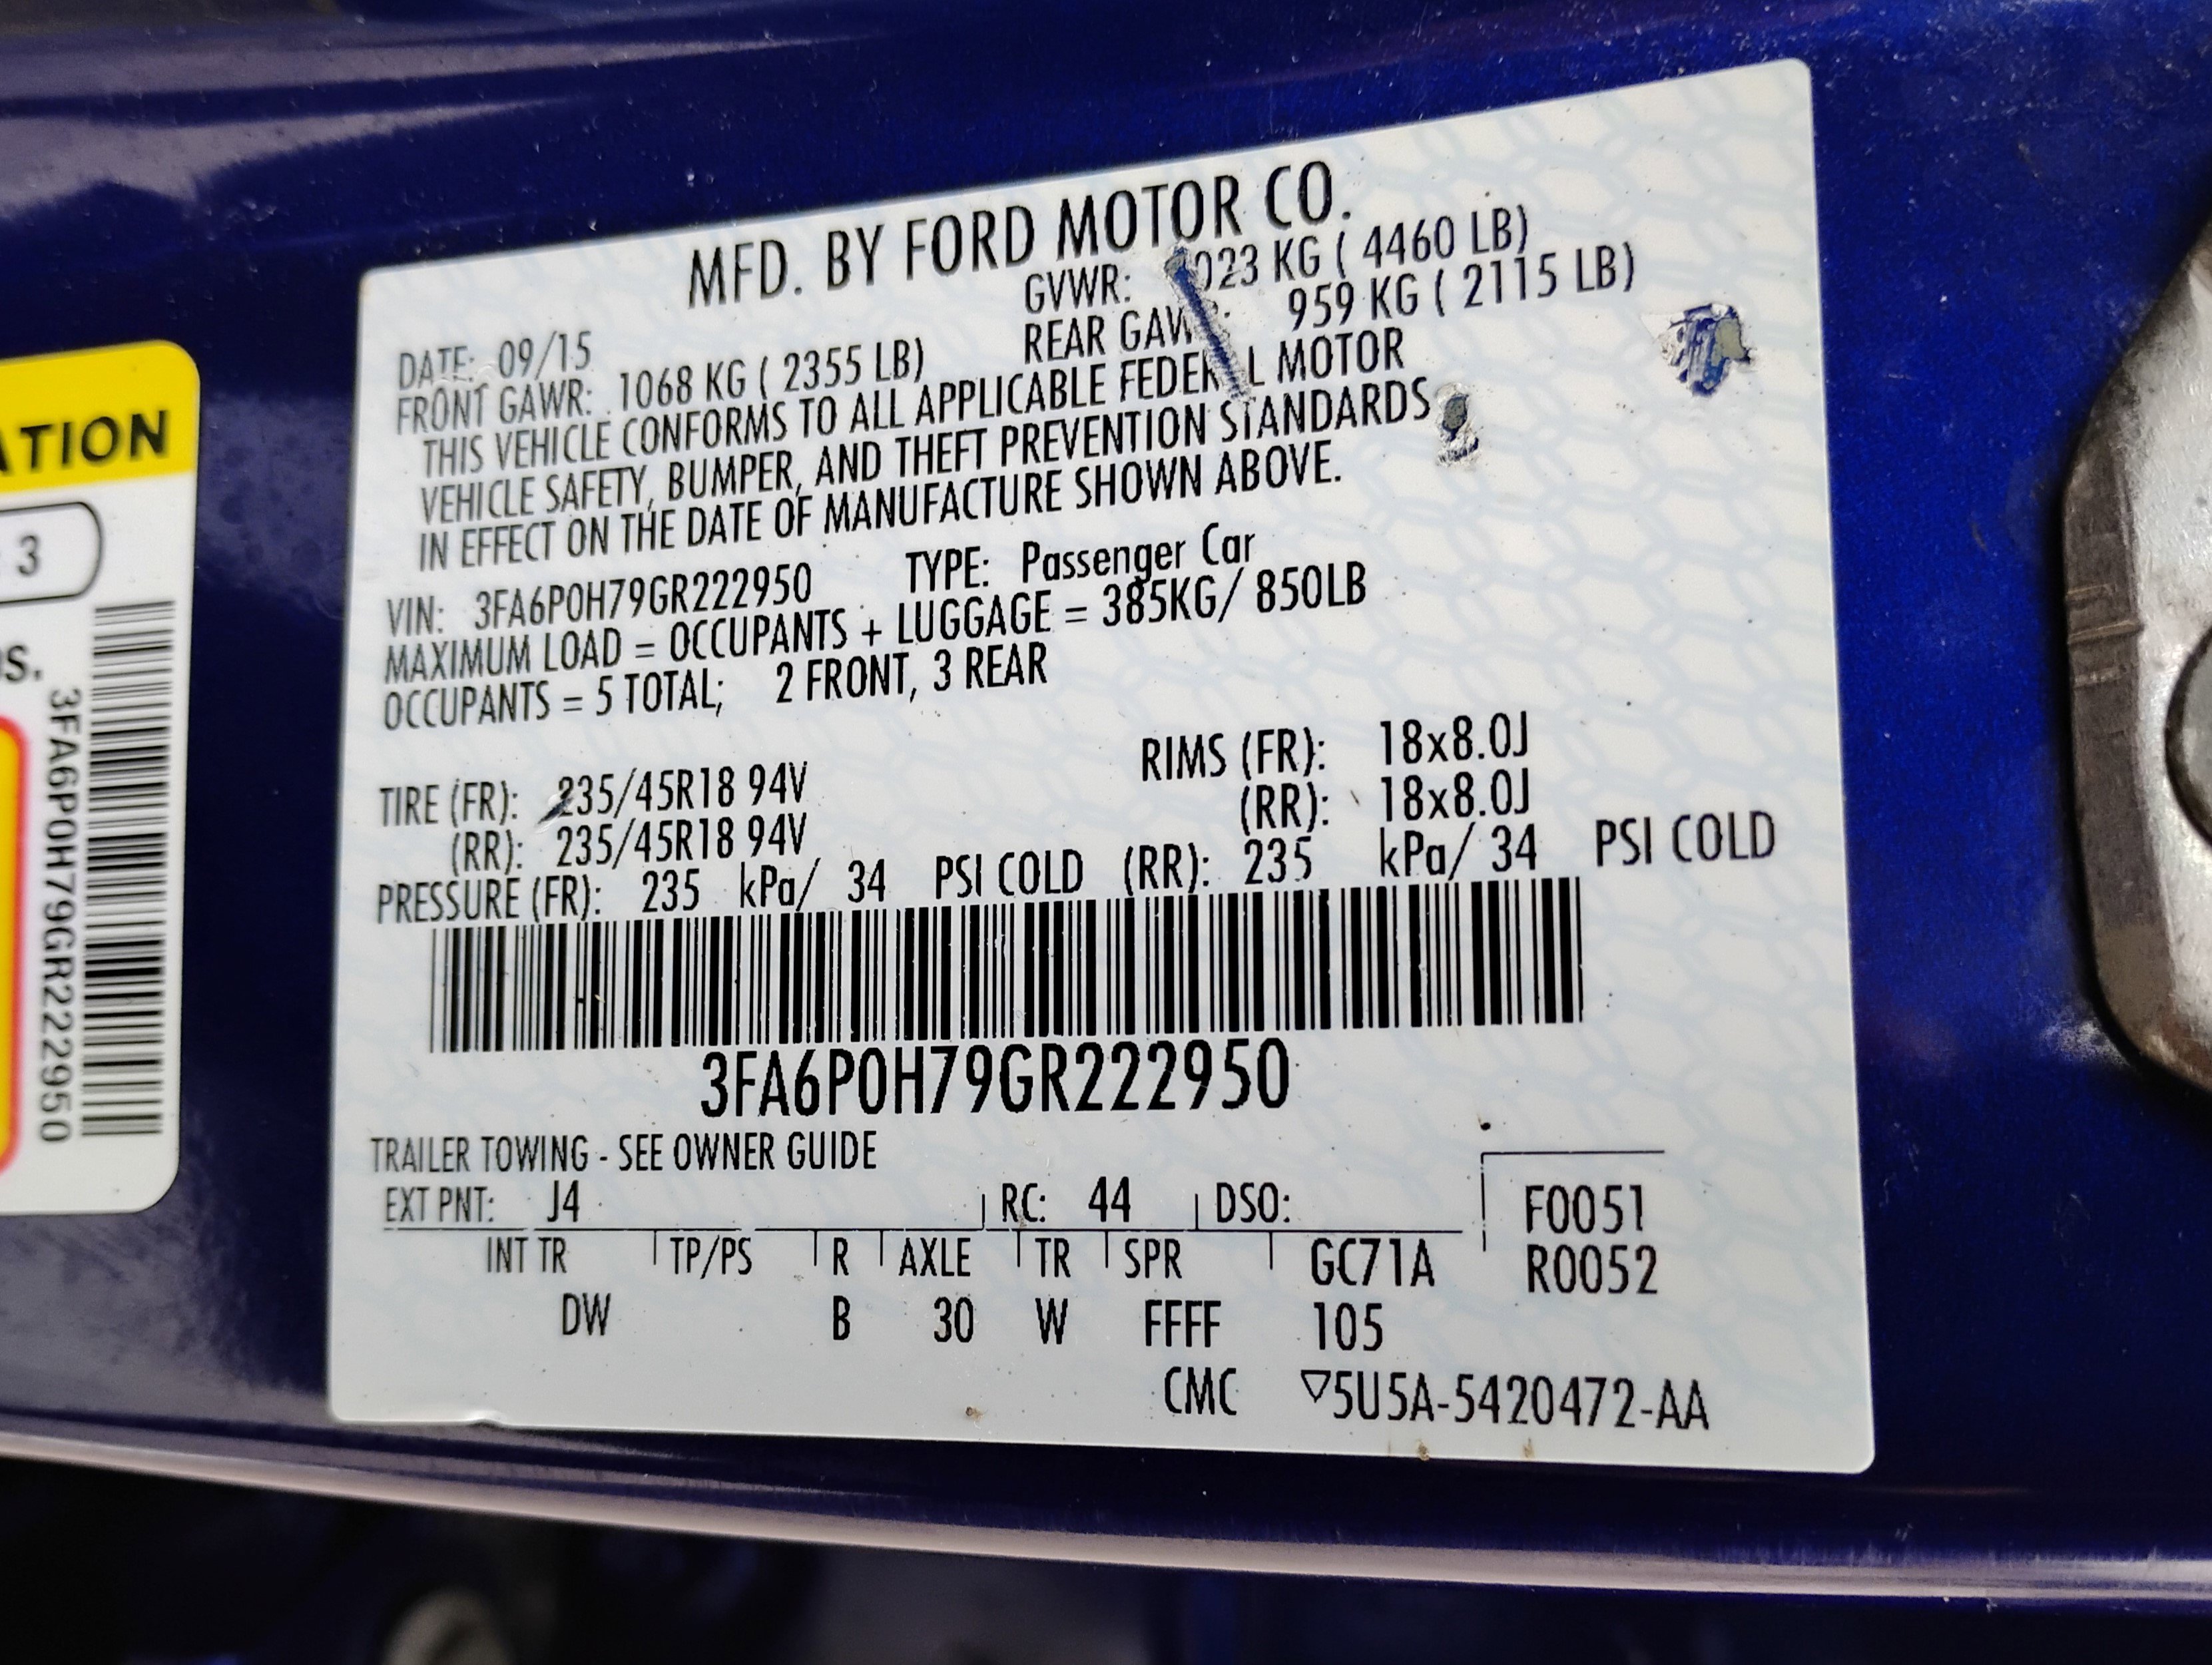 MFD. BY FORD MOTOR CO.
DATE: 09/15 GVWR: 023 KG ( 4460 LB)
FRONT GAWR: 1068 KG ( 2355 LB) REAR GAW : 959 KG ( 2115 LB)
THIS VEHICLE CONFORMS TO ALL APPLICABLE FEDERAL MOTOR
VEHICLE SAFETY, BUMPER, AND THEFT PREVENTION STANDARDS
IN EFFECT ON THE DATE OF MANUFACTURE SHOWN ABOVE.
VIN: 3FA6P0H79GR222950 TYPE: Passenger Car
MAXIMUM LOAD = OCCUPANTS + LUGGAGE = 385KG/ 850LB
OCCUPANTS = 5 TOTAL; 2 FRONT, 3 REAR
TIRE (FR): 235/45R18 94V RIMS (FR): 18x8.0J
(RR): 235/45R18 94V (RR): 18x8.0J
PRESSURE (FR): 235 kPa/ 34 PSI COLD (RR): 235 kPa/ 34 PSI COLD
3FA6P0H79GR222950
TRAILER TOWING - SEE OWNER GUIDE
EXT PNT: J4 RC: 44 DSO: F0051
INT TR TP/PS R AXLE TR SPR GC71A R0052
DW B 30 W FFFF 105
CMC ▽5U5A-5420472-AA
ATION
3
S.
3FA6P0H79GR222950